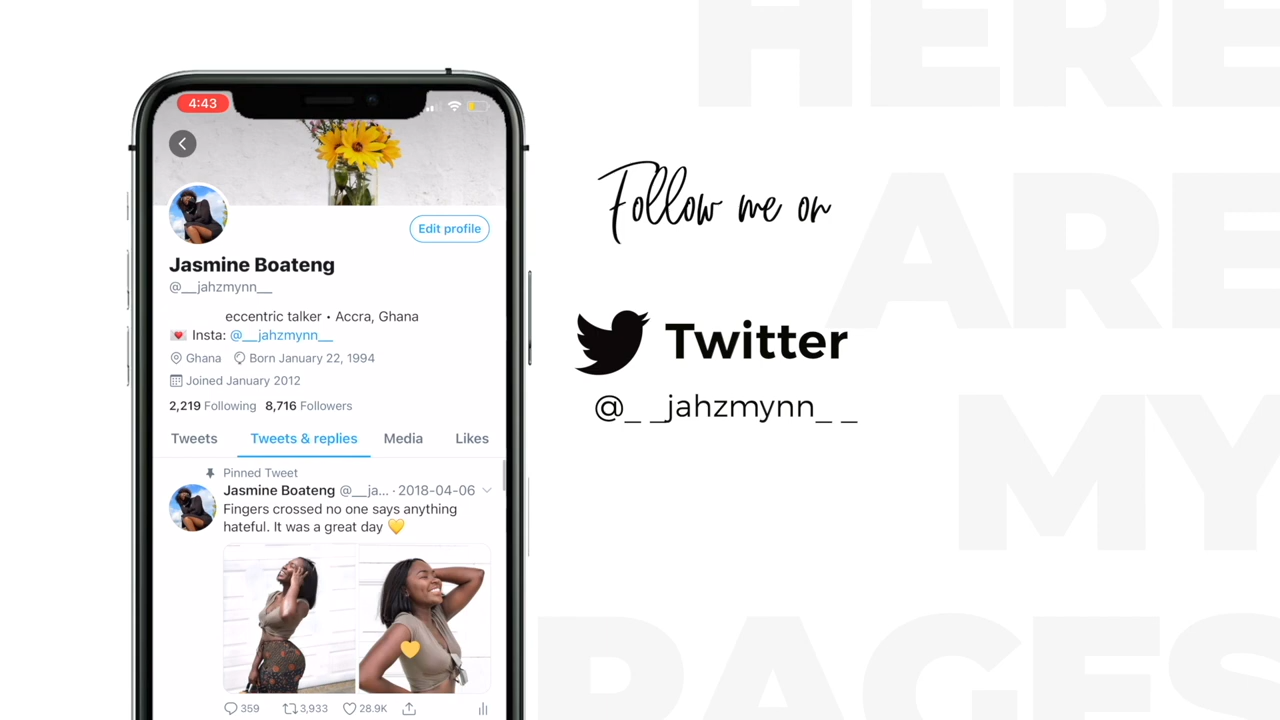 HERE
ARE
MY
PAGES
4:43
Edit profile
Jasmine Boateng
@__jahzmynn__
eccentric talker • Accra, Ghana
💌 Insta: @__jahzmynn__
Ghana Born January 22, 1994
Joined January 2012
2,219 Following 8,716 Followers
Tweets Tweets & replies Media Likes
Pinned Tweet
Jasmine Boateng @__ja... · 2018-04-06
Fingers crossed no one says anything
hateful. It was a great day 💛
359 3,933 28.9K
Follow me on
Twitter
@_ _jahzmynn_ _